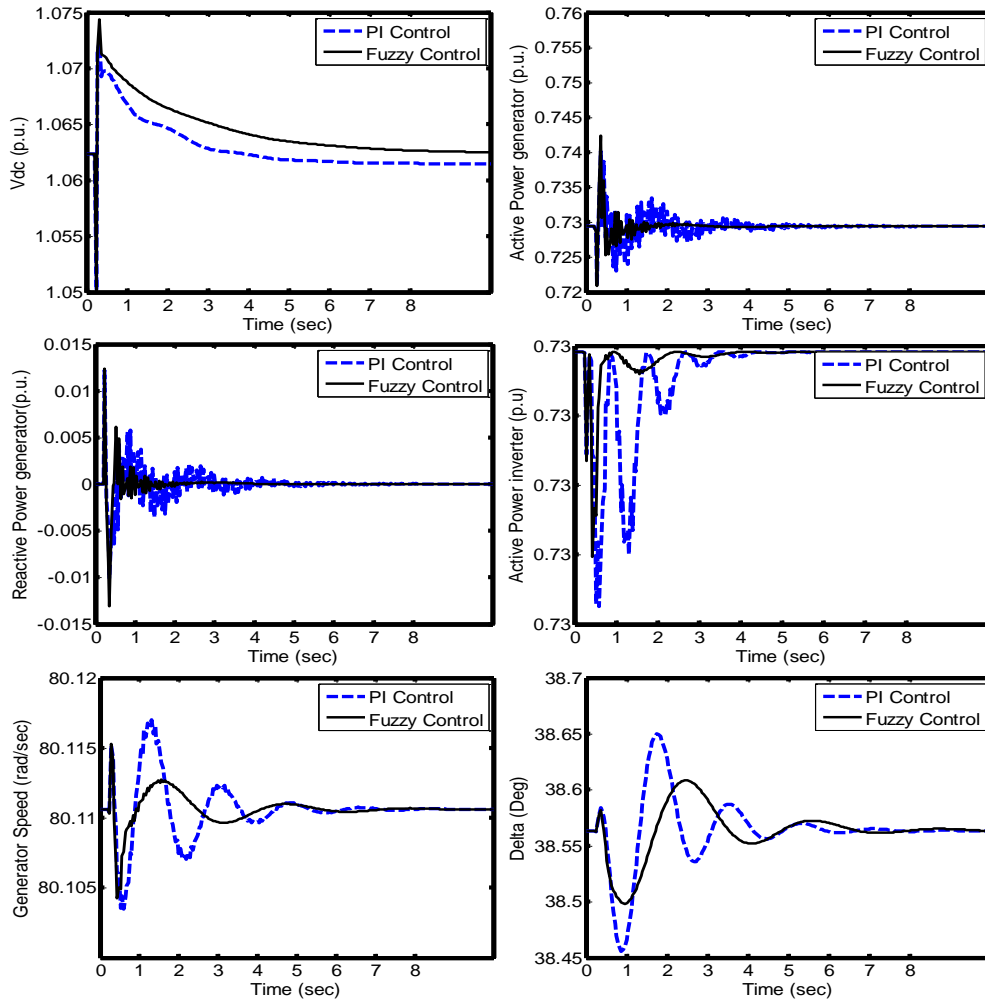 1.075
1.07
1.065
1.06
1.055
1.05
Vdc (p.u.)
PI Control
Fuzzy Control
0 1 2 3 4 5 6 7 8
Time (sec)
0.76
0.755
0.75
0.745
0.74
0.735
0.73
0.725
0.72
Active Power generator (p.u.)
PI Control
Fuzzy Control
0 1 2 3 4 5 6 7 8
Time (sec)
0.015
0.01
0.005
0
-0.005
-0.01
-0.015
Reactive Power generator(p.u.)
PI Control
Fuzzy Control
0 1 2 3 4 5 6 7 8
Time (sec)
0.73
0.73
0.73
0.73
0.73
Active Power inverter (p.u)
PI Control
Fuzzy Control
0 1 2 3 4 5 6 7 8
Time (sec)
80.12
80.115
80.11
80.105
Generator Speed (rad/sec)
PI Control
Fuzzy Control
0 1 2 3 4 5 6 7 8
Time (sec)
38.7
38.65
38.6
38.55
38.5
38.45
Delta (Deg)
PI Control
Fuzzy Control
0 1 2 3 4 5 6 7 8
Time (sec)